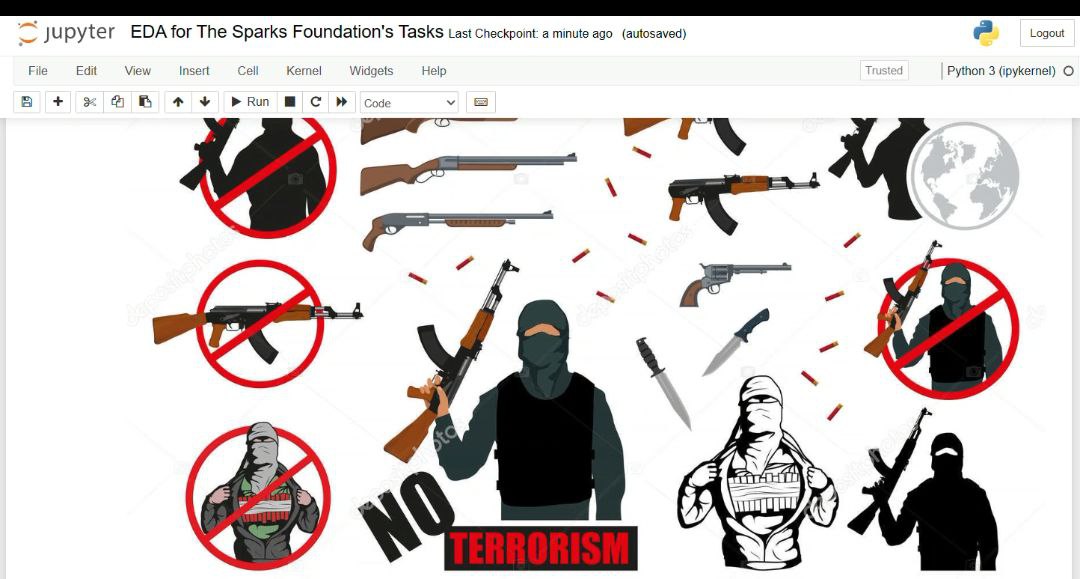 jupyter EDA for The Sparks Foundation's Tasks Last Checkpoint: a minute ago (autosaved)
Logout
File Edit View Insert Cell Kernel Widgets Help
Trusted
Python 3 (ipykernel)
Run
Code
depositphotos
depositphotos
NO
TERRORISM